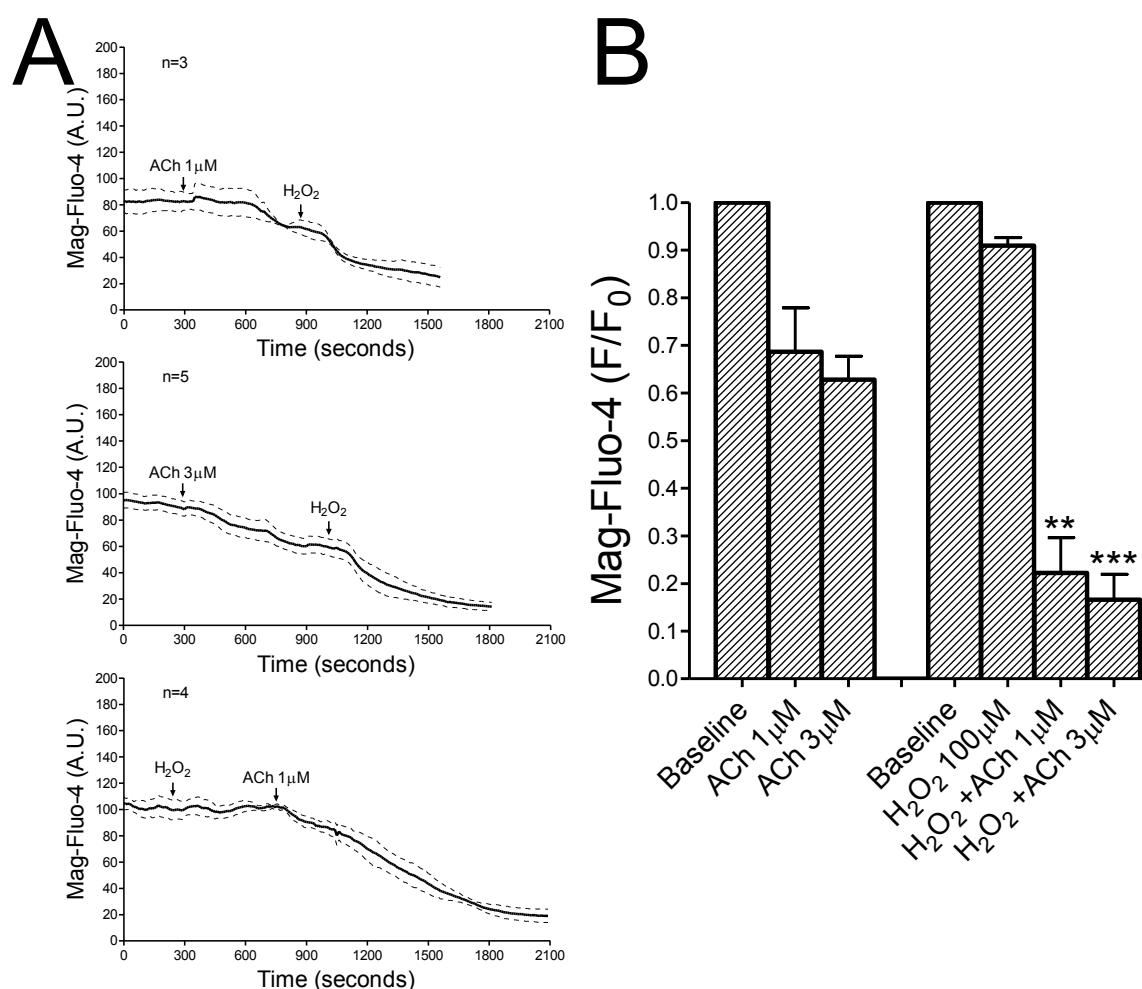 A
200
180
160
140
120
100
80
60
40
20
0
Mag-Fluo-4 (A.U.)
n=3
ACh 1µM
H₂O₂
0 300 600 900 1200 1500 1800 2100
Time (seconds)
200
180
160
140
120
100
80
60
40
20
0
Mag-Fluo-4 (A.U.)
n=5
ACh 3µM
H₂O₂
0 300 600 900 1200 1500 1800 2100
Time (seconds)
200
180
160
140
120
100
80
60
40
20
0
Mag-Fluo-4 (A.U.)
n=4
H₂O₂
ACh 1µM
0 300 600 900 1200 1500 1800 2100
Time (seconds)
B
1.0
0.9
0.8
0.7
0.6
0.5
0.4
0.3
0.2
0.1
0.0
Mag-Fluo-4 (F/F₀)
**
***
Baseline
ACh 1µM
ACh 3µM
Baseline
H₂O₂ 100µM
H₂O₂ +ACh 1µM
H₂O₂ +ACh 3µM